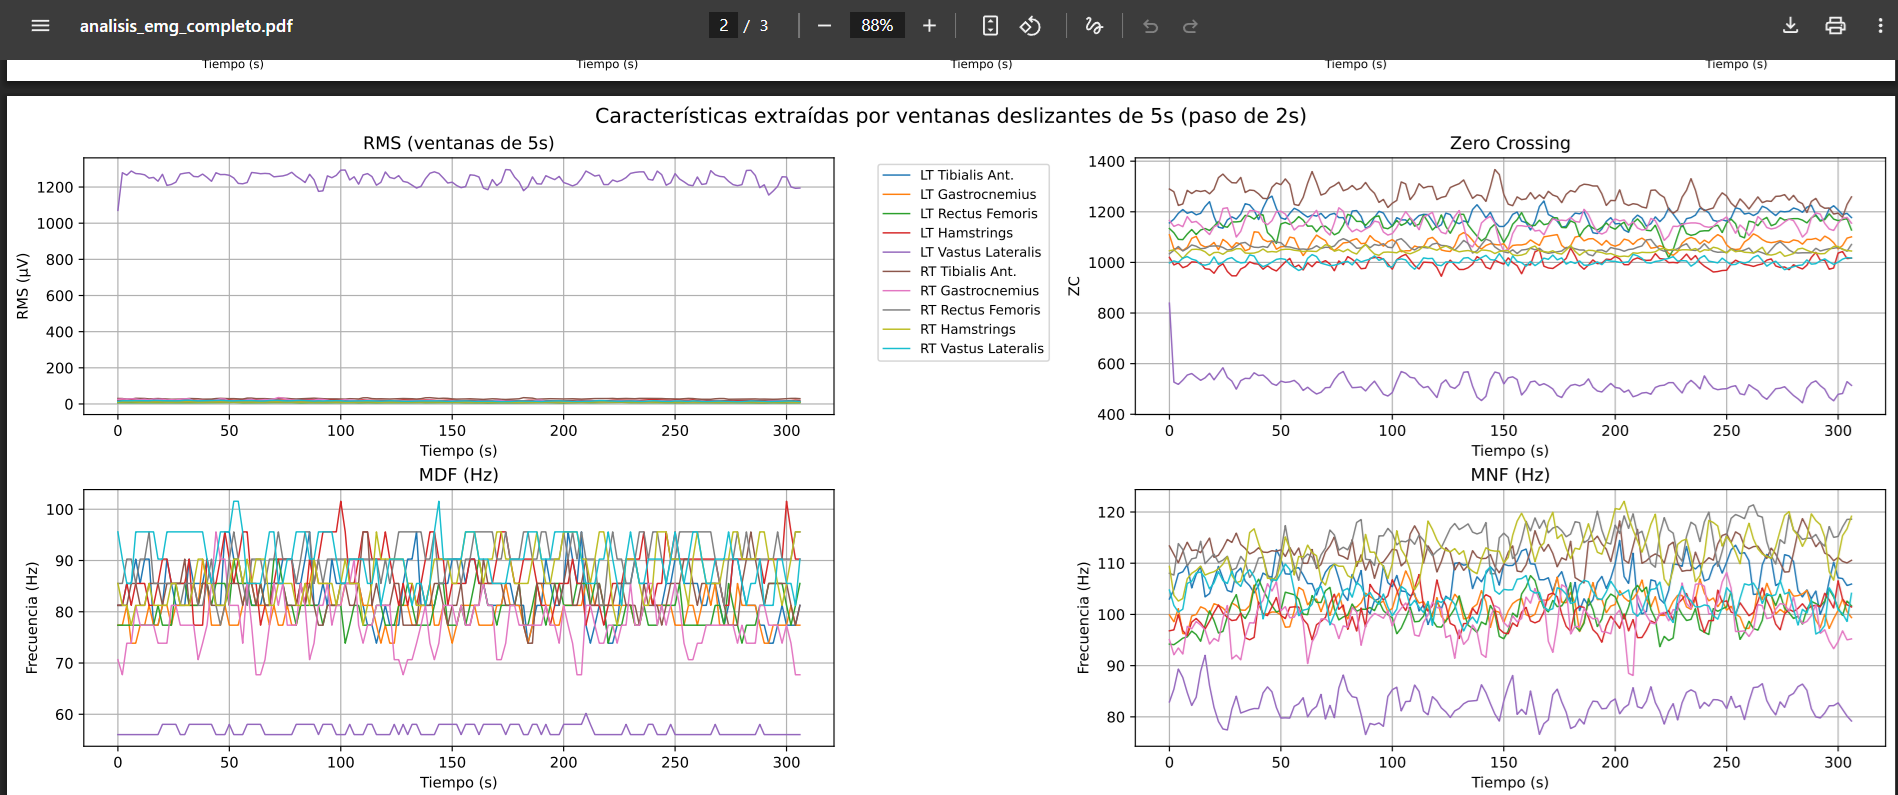 analisis_emg_completo.pdf
2 / 3
88%
Tiempo (s) Tiempo (s) Tiempo (s) Tiempo (s) Tiempo (s)
Características extraídas por ventanas deslizantes de 5s (paso de 2s)
RMS (ventanas de 5s)
1200
1000
800
600
400
200
0
RMS (µV)
0 50 100 150 200 250 300
Tiempo (s)
LT Tibialis Ant.
LT Gastrocnemius
LT Rectus Femoris
LT Hamstrings
LT Vastus Lateralis
RT Tibialis Ant.
RT Gastrocnemius
RT Rectus Femoris
RT Hamstrings
RT Vastus Lateralis
Zero Crossing
1400
1200
1000
800
600
400
ZC
0 50 100 150 200 250 300
Tiempo (s)
MDF (Hz)
100
90
80
70
60
Frecuencia (Hz)
0 50 100 150 200 250 300
Tiempo (s)
MNF (Hz)
120
110
100
90
80
Frecuencia (Hz)
0 50 100 150 200 250 300
Tiempo (s)